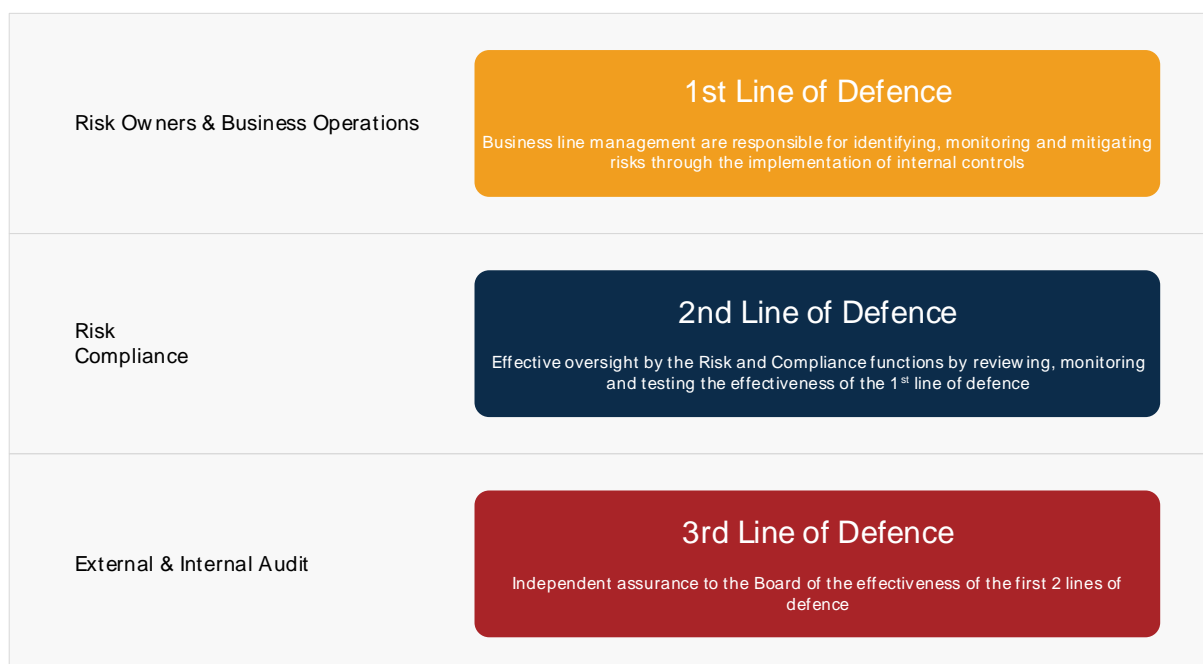 Risk Owners & Business Operations
1st Line of Defence
Business line management are responsible for identifying, monitoring and mitigating
risks through the implementation of internal controls
Risk
Compliance
2nd Line of Defence
Effective oversight by the Risk and Compliance functions by reviewing, monitoring
and testing the effectiveness of the 1st line of defence
External & Internal Audit
3rd Line of Defence
Independent assurance to the Board of the effectiveness of the first 2 lines of
defence